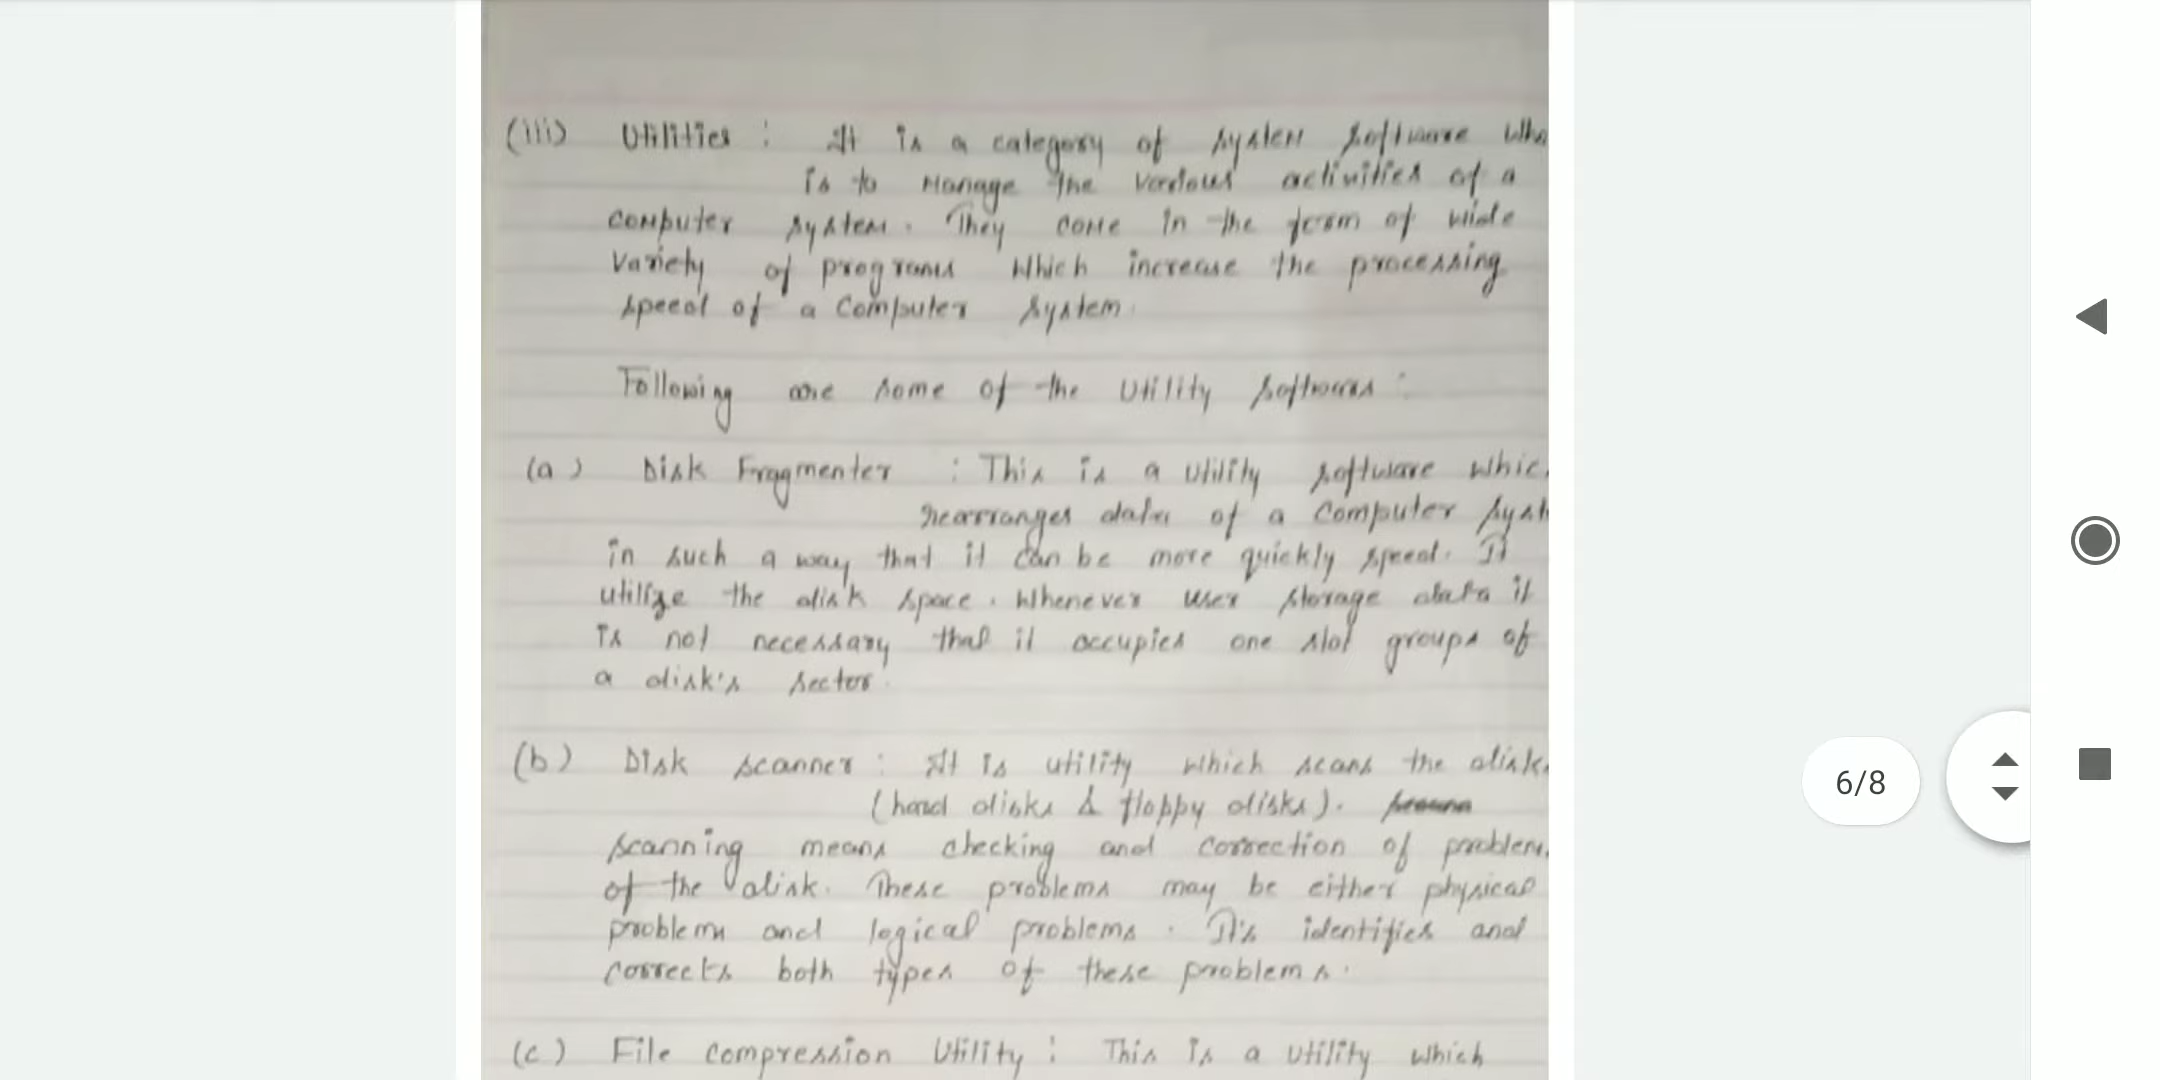 (iii) Utilities : It is a category of system software whi
is to manage the various activities of a
computer system. They come in the form of wide
variety of programs which increase the processing
speed of a computer system.
Following are some of the utility softwares :
(a) Disk Fragmenter : This is a utility software whic
rearranges data of a computer syst
in such a way that it can be more quickly speed. It
utilize the disk space. Whenever user storage data it
is not necessary that it occupies one slot groups of
a disk's sector.
(b) Disk scanner : It is utility which scans the disks
(hard disks & floppy disks).
scanning means checking and correction of problem
of the disk. These problems may be either physical
problem and logical problems. It's identifies and
corrects both types of these problems.
6/8
(c) File compression Utility : This is a utility which